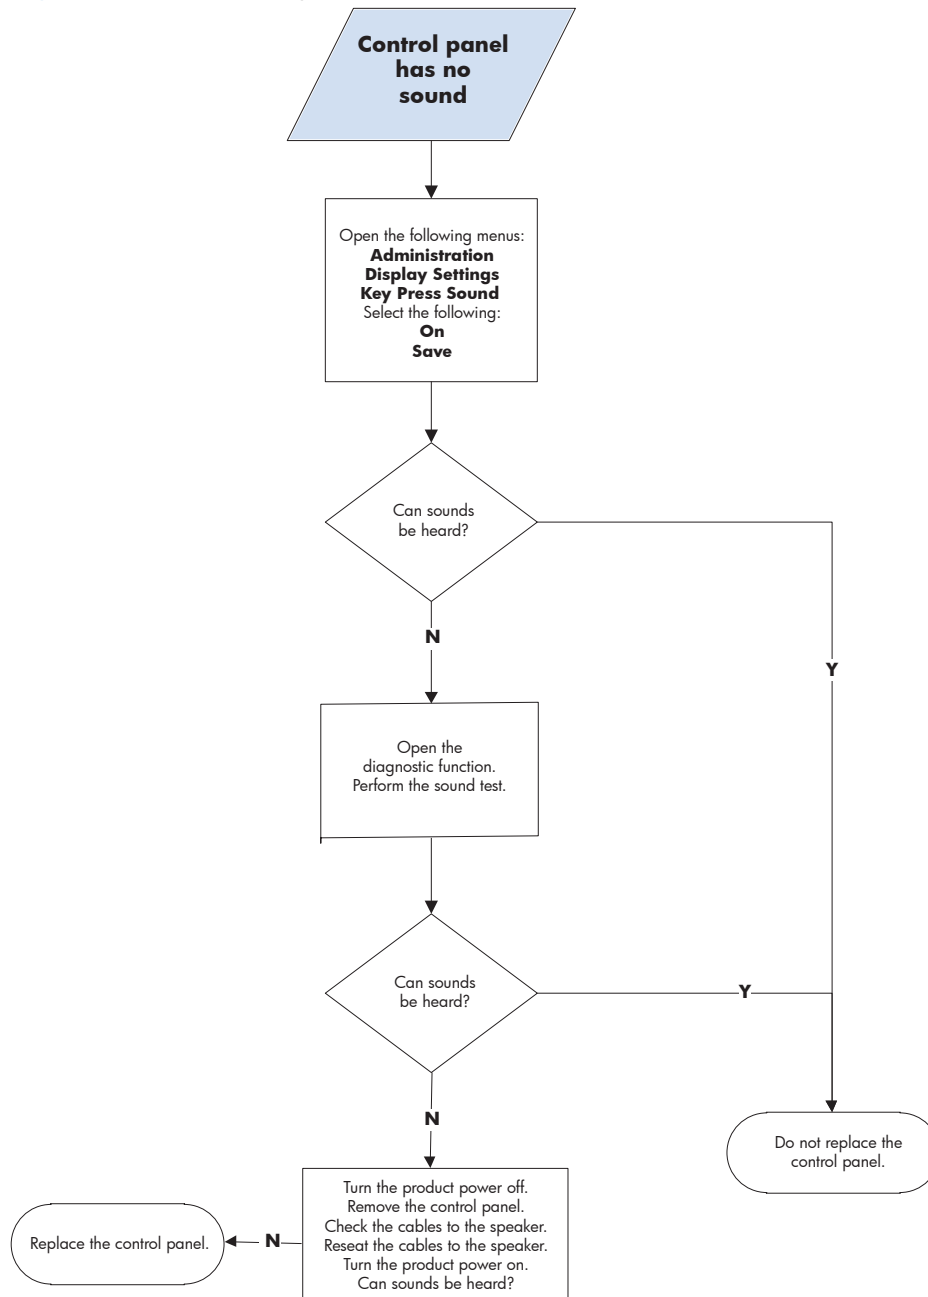 Control panel
has no
sound
Open the following menus:
Administration
Display Settings
Key Press Sound
Select the following:
On
Save
Can sounds
be heard?
N
Y
Open the
diagnostic function.
Perform the sound test.
Can sounds
be heard?
Y
N
Do not replace the
control panel.
Turn the product power off.
Remove the control panel.
Check the cables to the speaker.
Reseat the cables to the speaker.
Turn the product power on.
Can sounds be heard?
N
Replace the control panel.